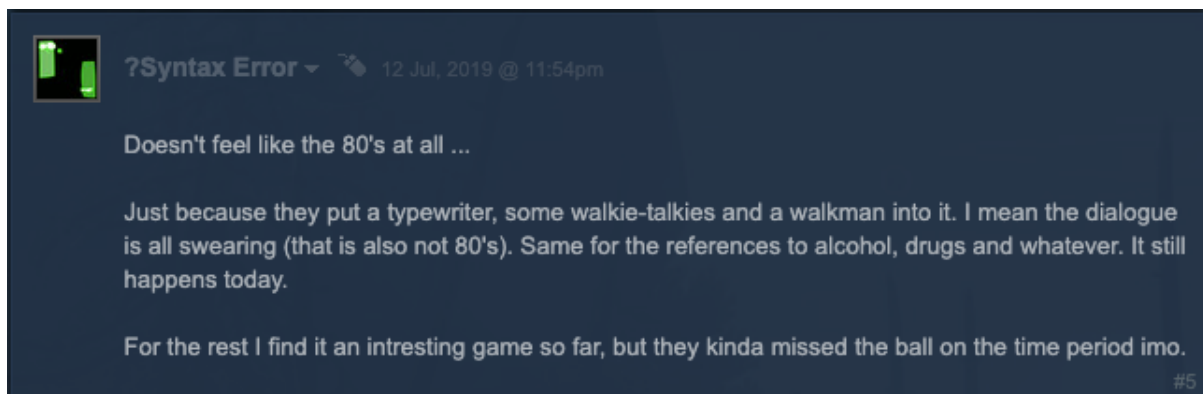 ?Syntax Error
12 Jul, 2019 @ 11:54pm
Doesn't feel like the 80's at all ...
Just because they put a typewriter, some walkie-talkies and a walkman into it. I mean the dialogue
is all swearing (that is also not 80's). Same for the references to alcohol, drugs and whatever. It still
happens today.
For the rest I find it an intresting game so far, but they kinda missed the ball on the time period imo.
#5